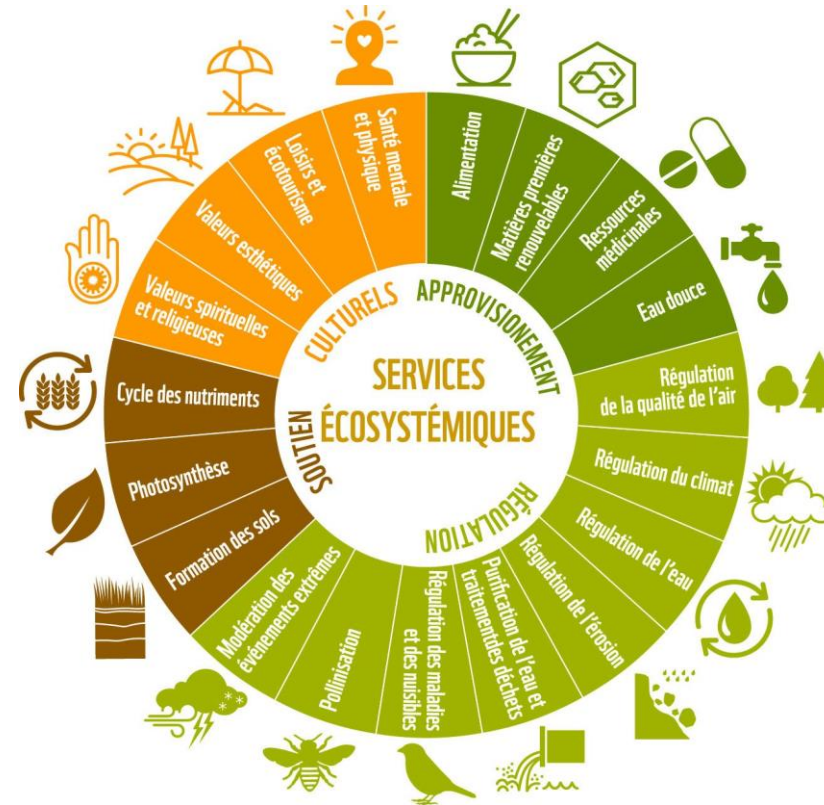 SERVICES
ÉCOSYSTÉMIQUES
CULTURELS
APPROVISIONEMENT
RÉGULATION
SOUTIEN
Alimentation
Matières premières
renouvelables
Ressources
médicinales
Eau douce
Régulation
de la qualité de l'air
Régulation du climat
Régulation de l'eau
Régulation de l'érosion
Purification de l'eau et
traitementdes déchets
Régulation des maladies
et des nuisibles
Pollinisation
Modération des
événements extrêmes
Formation des sols
Photosynthèse
Cycle des nutriments
Valeurs spirituelles
et religieuses
Valeurs esthétiques
Loisirs et
écotourisme
Santé mentale
et physique